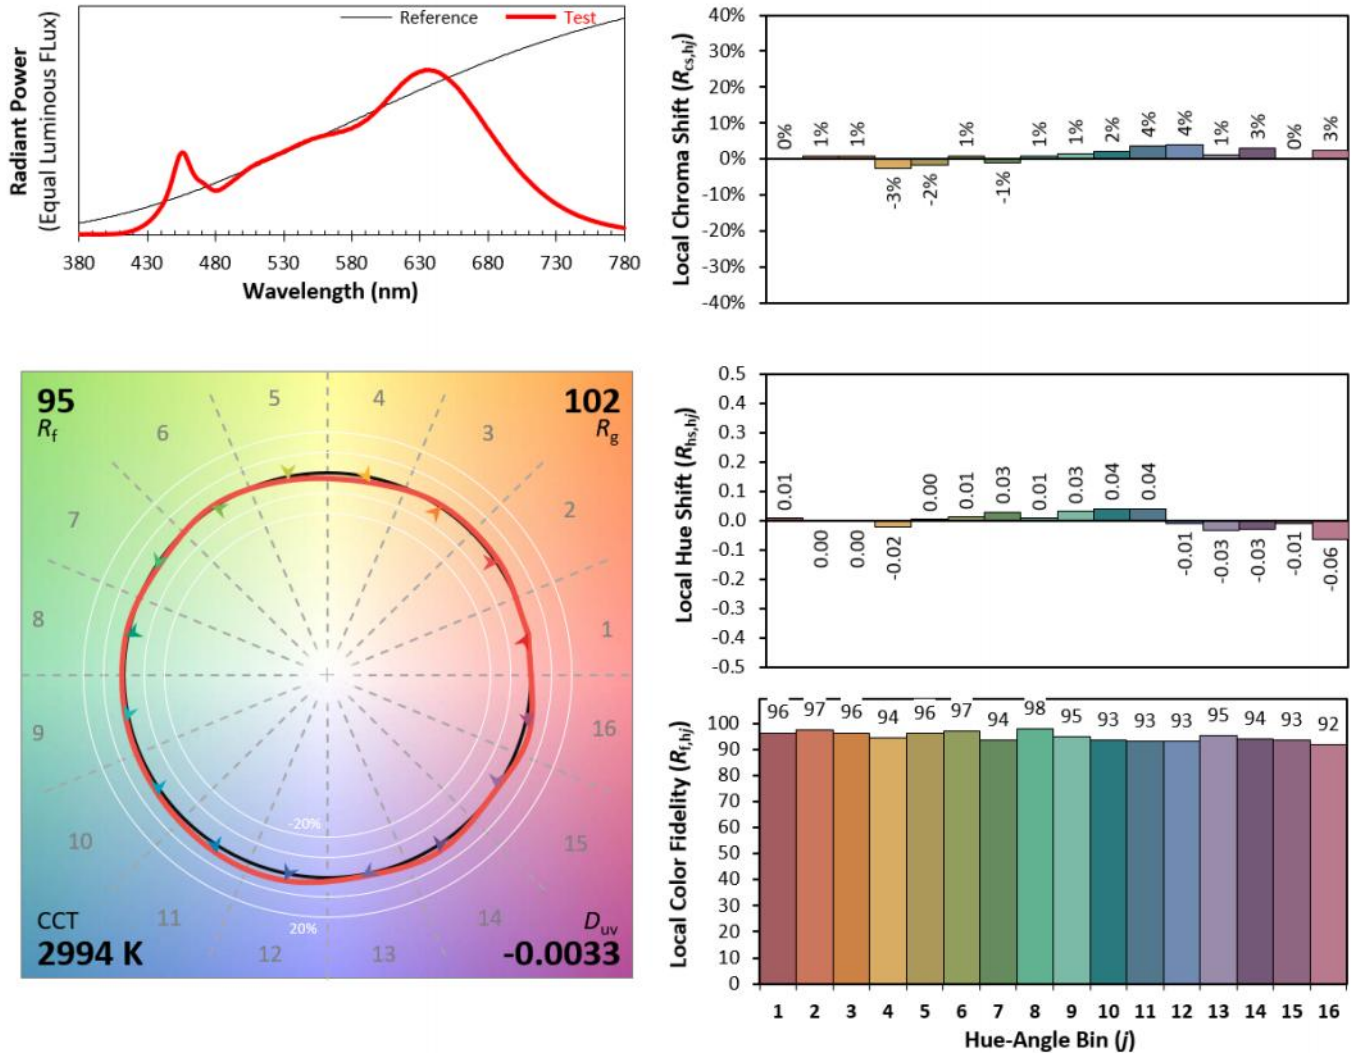 Reference Test
Radiant Power
(Equal Luminous FLux)
380 430 480 530 580 630 680 730 780
Wavelength (nm)
Local Chroma Shift (Rcs,hj)
40%
30%
20%
10%
0%
-10%
-20%
-30%
-40%
0% 1% 1% -3% -2% 1% -1% 1% 1% 2% 4% 4% 1% 3% 0% 3%
95
Rf
102
Rg
5 4
6 3
7 2
8 1
9 16
10 15
11 14
12 13
-20%
20%
CCT
2994 K
Duv
-0.0033
Local Hue Shift (Rhs,hj)
0.5
0.4
0.3
0.2
0.1
0.0
-0.1
-0.2
-0.3
-0.4
-0.5
0.01 0.00 0.00 -0.02 0.00 0.01 0.03 0.01 0.03 0.04 0.04 -0.01 -0.03 -0.03 -0.01 -0.06
Local Color Fidelity (Rf,hj)
100
90
80
70
60
50
40
30
20
10
0
96 97 96 94 96 97 94 98 95 93 93 93 95 94 93 92
1 2 3 4 5 6 7 8 9 10 11 12 13 14 15 16
Hue-Angle Bin (j)